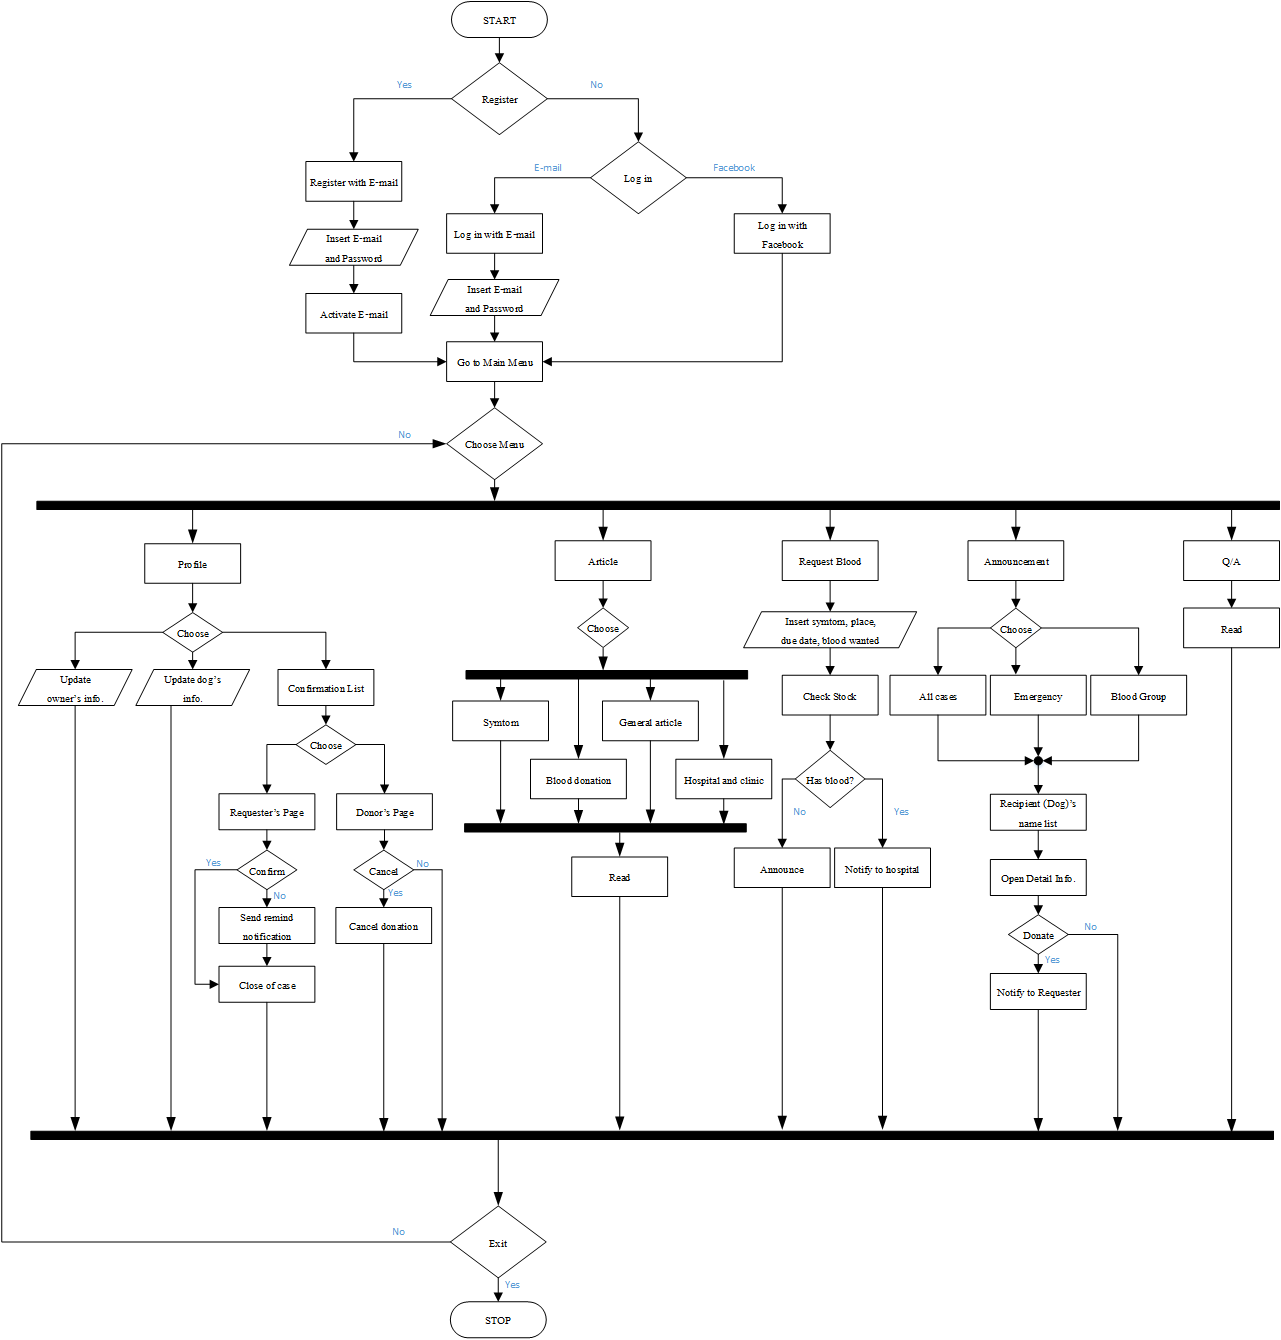 START
Yes
No
Register
E-mail
Facebook
Log in
Register with E-mail
Log in with E-mail
Log in with
Facebook
Insert E-mail
and Password
Insert E-mail
and Password
Activate E-mail
Go to Main Menu
No
Choose Menu
Profile
Article
Request Blood
Announcement
Q/A
Choose
Choose
Insert symtom, place,
due date, blood wanted
Choose
Read
Update
owner's info.
Update dog's
info.
Confirmation List
Check Stock
All cases
Emergency
Blood Group
Symtom
General article
Choose
Blood donation
Hospital and clinic
Has blood?
No
Yes
Requester's Page
Donor's Page
Recipient (Dog)'s
name list
Yes
Confirm
No
Cancel
No
Yes
Read
Announce
Notify to hospital
Open Detail Info.
Send remind
notification
Cancel donation
Donate
No
Yes
Close of case
Notify to Requester
No
Exit
Yes
STOP